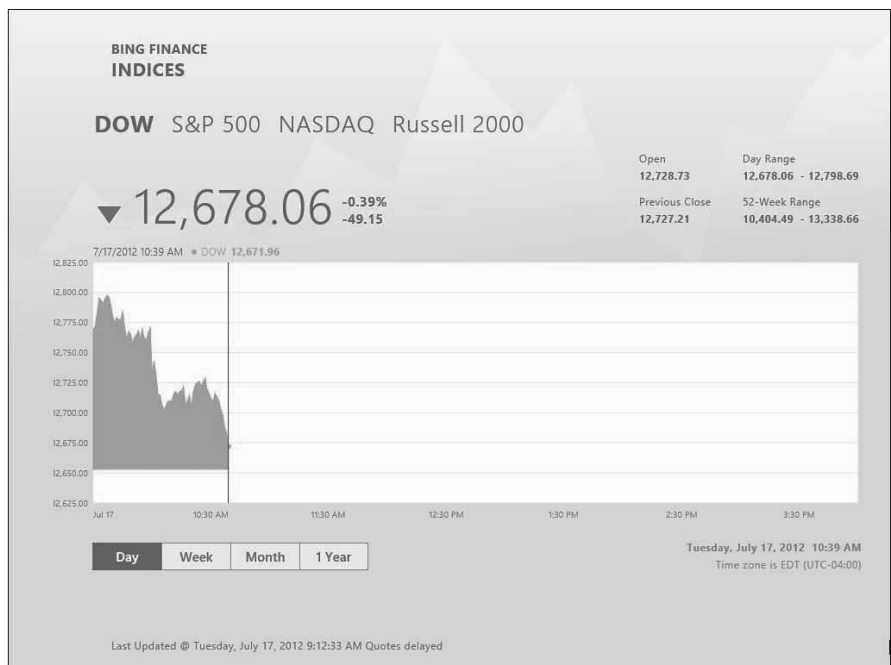 BING FINANCE
INDICES
DOW S&P 500 NASDAQ Russell 2000
Open Day Range
12,728.73 12,678.06 - 12,798.69
12,678.06 -0.39%
-49.15
Previous Close 52-Week Range
12,727.21 10,404.49 - 13,338.66
7/17/2012 10:39 AM DOW 12,671.96
12,825.00
12,800.00
12,775.00
12,750.00
12,725.00
12,700.00
12,675.00
12,650.00
12,625.00
Jul 17 10:30 AM 11:30 AM 12:30 PM 1:30 PM 2:30 PM 3:30 PM
Day Week Month 1 Year
Tuesday, July 17, 2012 10:39 AM
Time zone is EDT (UTC-04:00)
Last Updated @ Tuesday, July 17, 2012 9:12:33 AM Quotes delayed